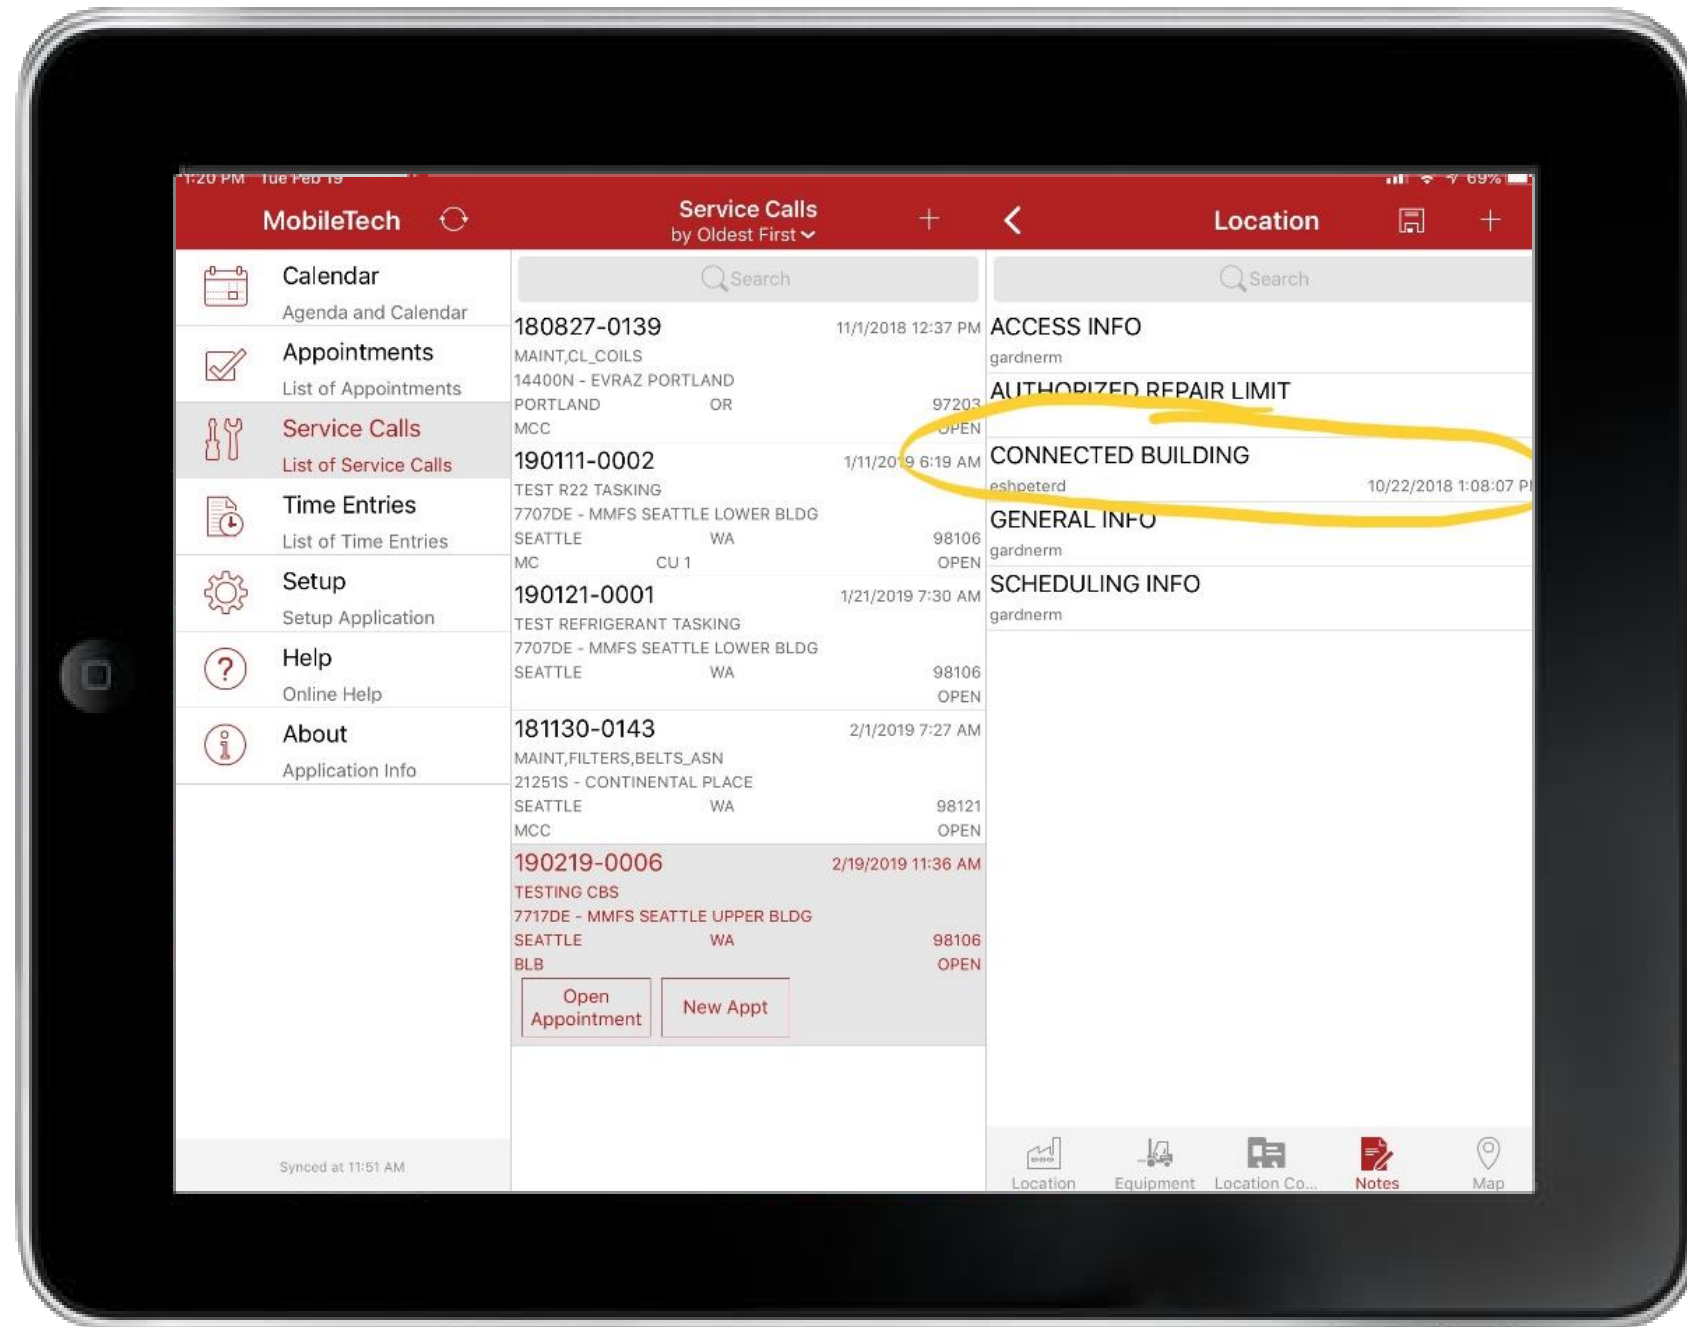 1:20 PM Tue Feb 19
69%
MobileTech
Calendar
Agenda and Calendar
Appointments
List of Appointments
Service Calls
List of Service Calls
Time Entries
List of Time Entries
Setup
Setup Application
Help
Online Help
About
Application Info
Synced at 11:51 AM
Service Calls
by Oldest First
Search
180827-0139 11/1/2018 12:37 PM
MAINT,CL_COILS
14400N - EVRAZ PORTLAND
PORTLAND OR 97203
MCC OPEN
190111-0002 1/11/2019 6:19 AM
TEST R22 TASKING
7707DE - MMFS SEATTLE LOWER BLDG
SEATTLE WA 98106
MC CU 1 OPEN
190121-0001 1/21/2019 7:30 AM
TEST REFRIGERANT TASKING
7707DE - MMFS SEATTLE LOWER BLDG
SEATTLE WA 98106
OPEN
181130-0143 2/1/2019 7:27 AM
MAINT,FILTERS,BELTS_ASN
21251S - CONTINENTAL PLACE
SEATTLE WA 98121
MCC OPEN
190219-0006 2/19/2019 11:36 AM
TESTING CBS
7717DE - MMFS SEATTLE UPPER BLDG
SEATTLE WA 98106
BLB OPEN
Open
Appointment
New Appt
Location
Search
ACCESS INFO
gardnerm
AUTHORIZED REPAIR LIMIT
CONNECTED BUILDING
eshpeterd 10/22/2018 1:08:07 P
GENERAL INFO
gardnerm
SCHEDULING INFO
gardnerm
Location Equipment Location Co... Notes Map